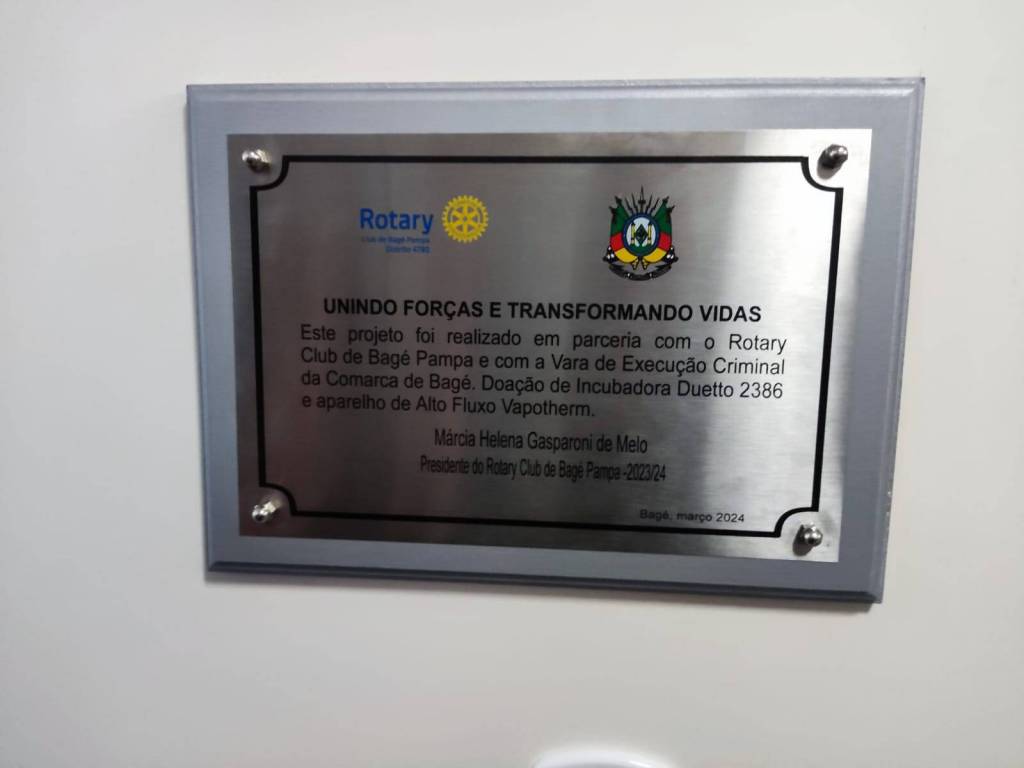 Rotary
Club de Bagé Pampa
Distrito 4780
UNINDO FORÇAS E TRANSFORMANDO VIDAS
Este projeto foi realizado em parceria com o Rotary
Club de Bagé Pampa e com a Vara de Execução Criminal
da Comarca de Bagé. Doação de Incubadora Duetto 2386
e aparelho de Alto Fluxo Vapotherm.
Márcia Helena Gasparoni de Melo
Presidente do Rotary Club de Bagé Pampa -2023/24
Bagé, março 2024